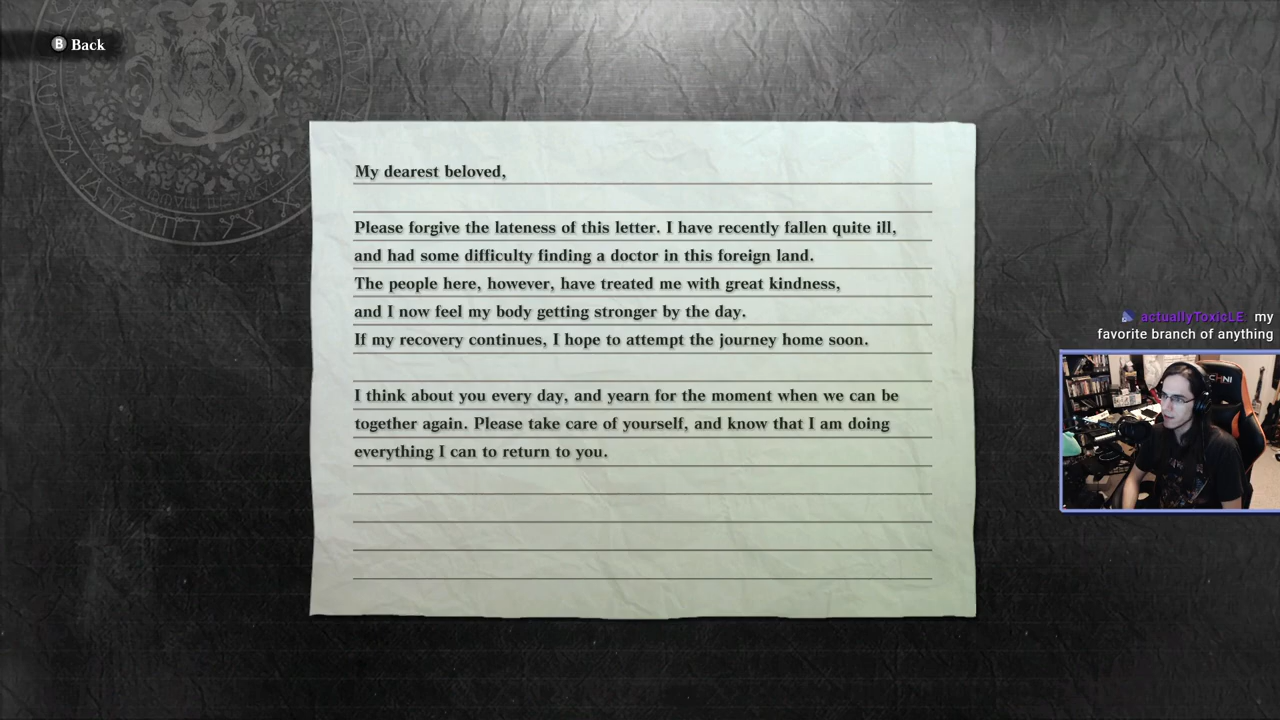 B Back
My dearest beloved,
Please forgive the lateness of this letter. I have recently fallen quite ill,
and had some difficulty finding a doctor in this foreign land.
The people here, however, have treated me with great kindness,
and I now feel my body getting stronger by the day.
If my recovery continues, I hope to attempt the journey home soon.
I think about you every day, and yearn for the moment when we can be
together again. Please take care of yourself, and know that I am doing
everything I can to return to you.
actuallyToxicLE my
favorite branch of anything